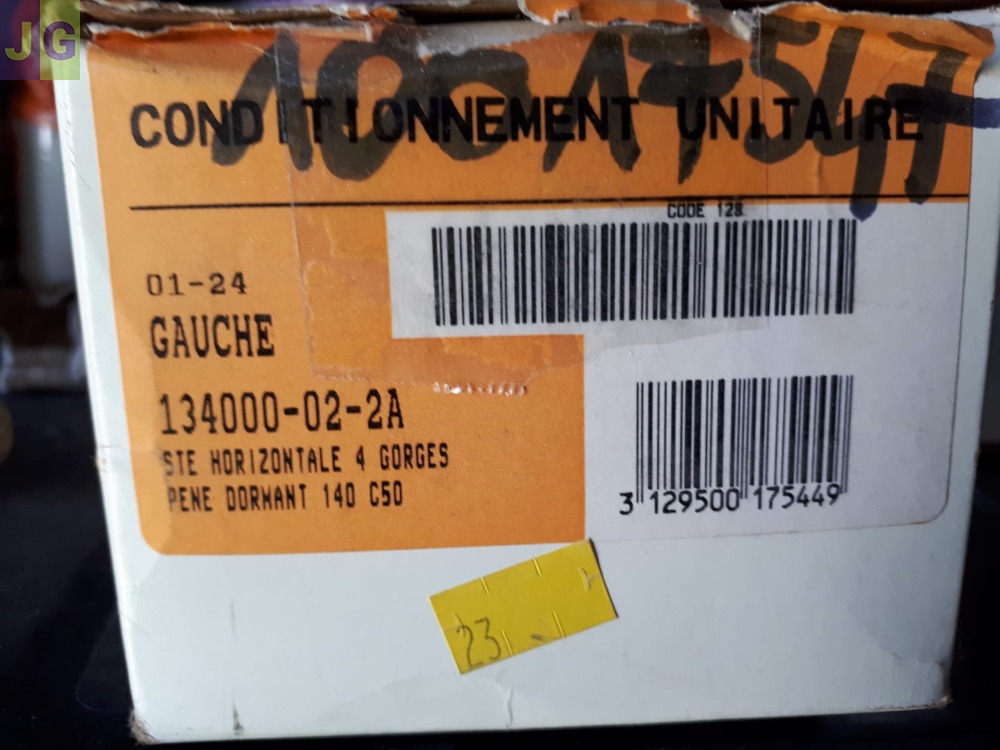 JG
10017547
CONDITIONNEMENT UNITAIRE
CODE 128
01-24
GAUCHE
134000-02-2A
STE HORIZONTALE 4 GORGES
PENE DORMANT 140 C50
3 129500 175449
23